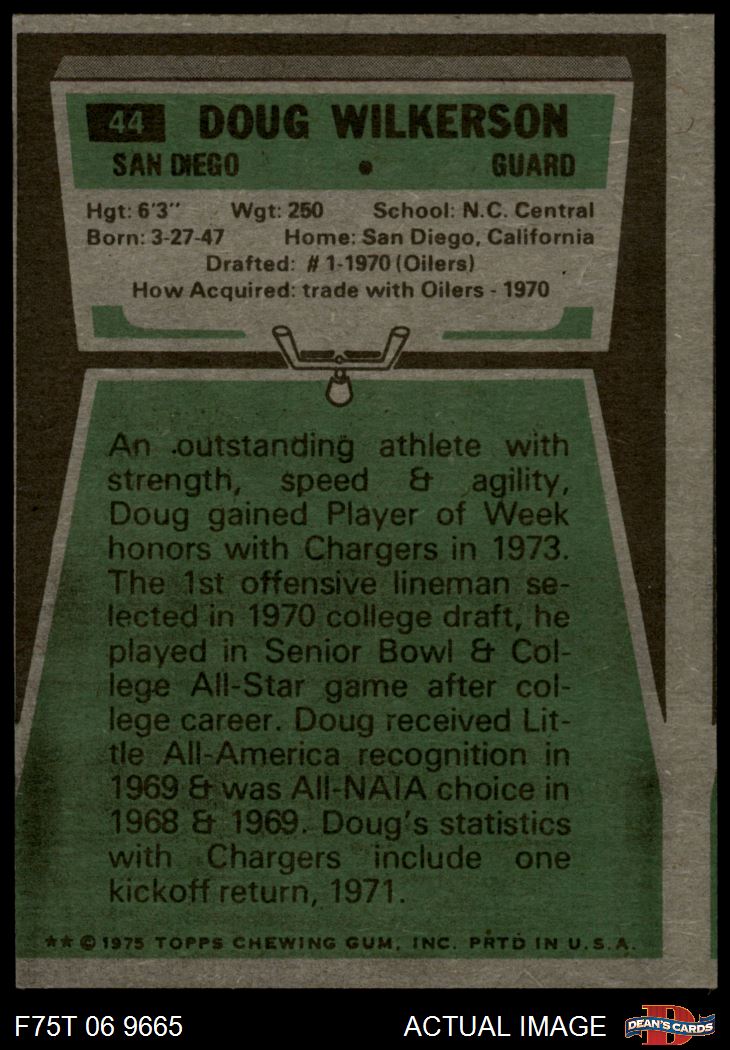 44 DOUG WILKERSON
SAN DIEGO • GUARD
Hgt: 6'3" Wgt: 250 School: N.C. Central
Born: 3-27-47 Home: San Diego, California
Drafted: #1-1970 (Oilers)
How Acquired: trade with Oilers - 1970
An outstanding athlete with
strength, speed & agility,
Doug gained Player of Week
honors with Chargers in 1973.
The 1st offensive lineman se-
lected in 1970 college draft, he
played in Senior Bowl & Col-
lege All-Star game after col-
lege career. Doug received Lit-
tle All-America recognition in
1969 & was All-NAIA choice in
1968 & 1969. Doug's statistics
with Chargers include one
kickoff return, 1971.
** © 1975 TOPPS CHEWING GUM, INC. PRTD IN U.S.A.
F75T 06 9665 ACTUAL IMAGE D DEAN'S CARDS